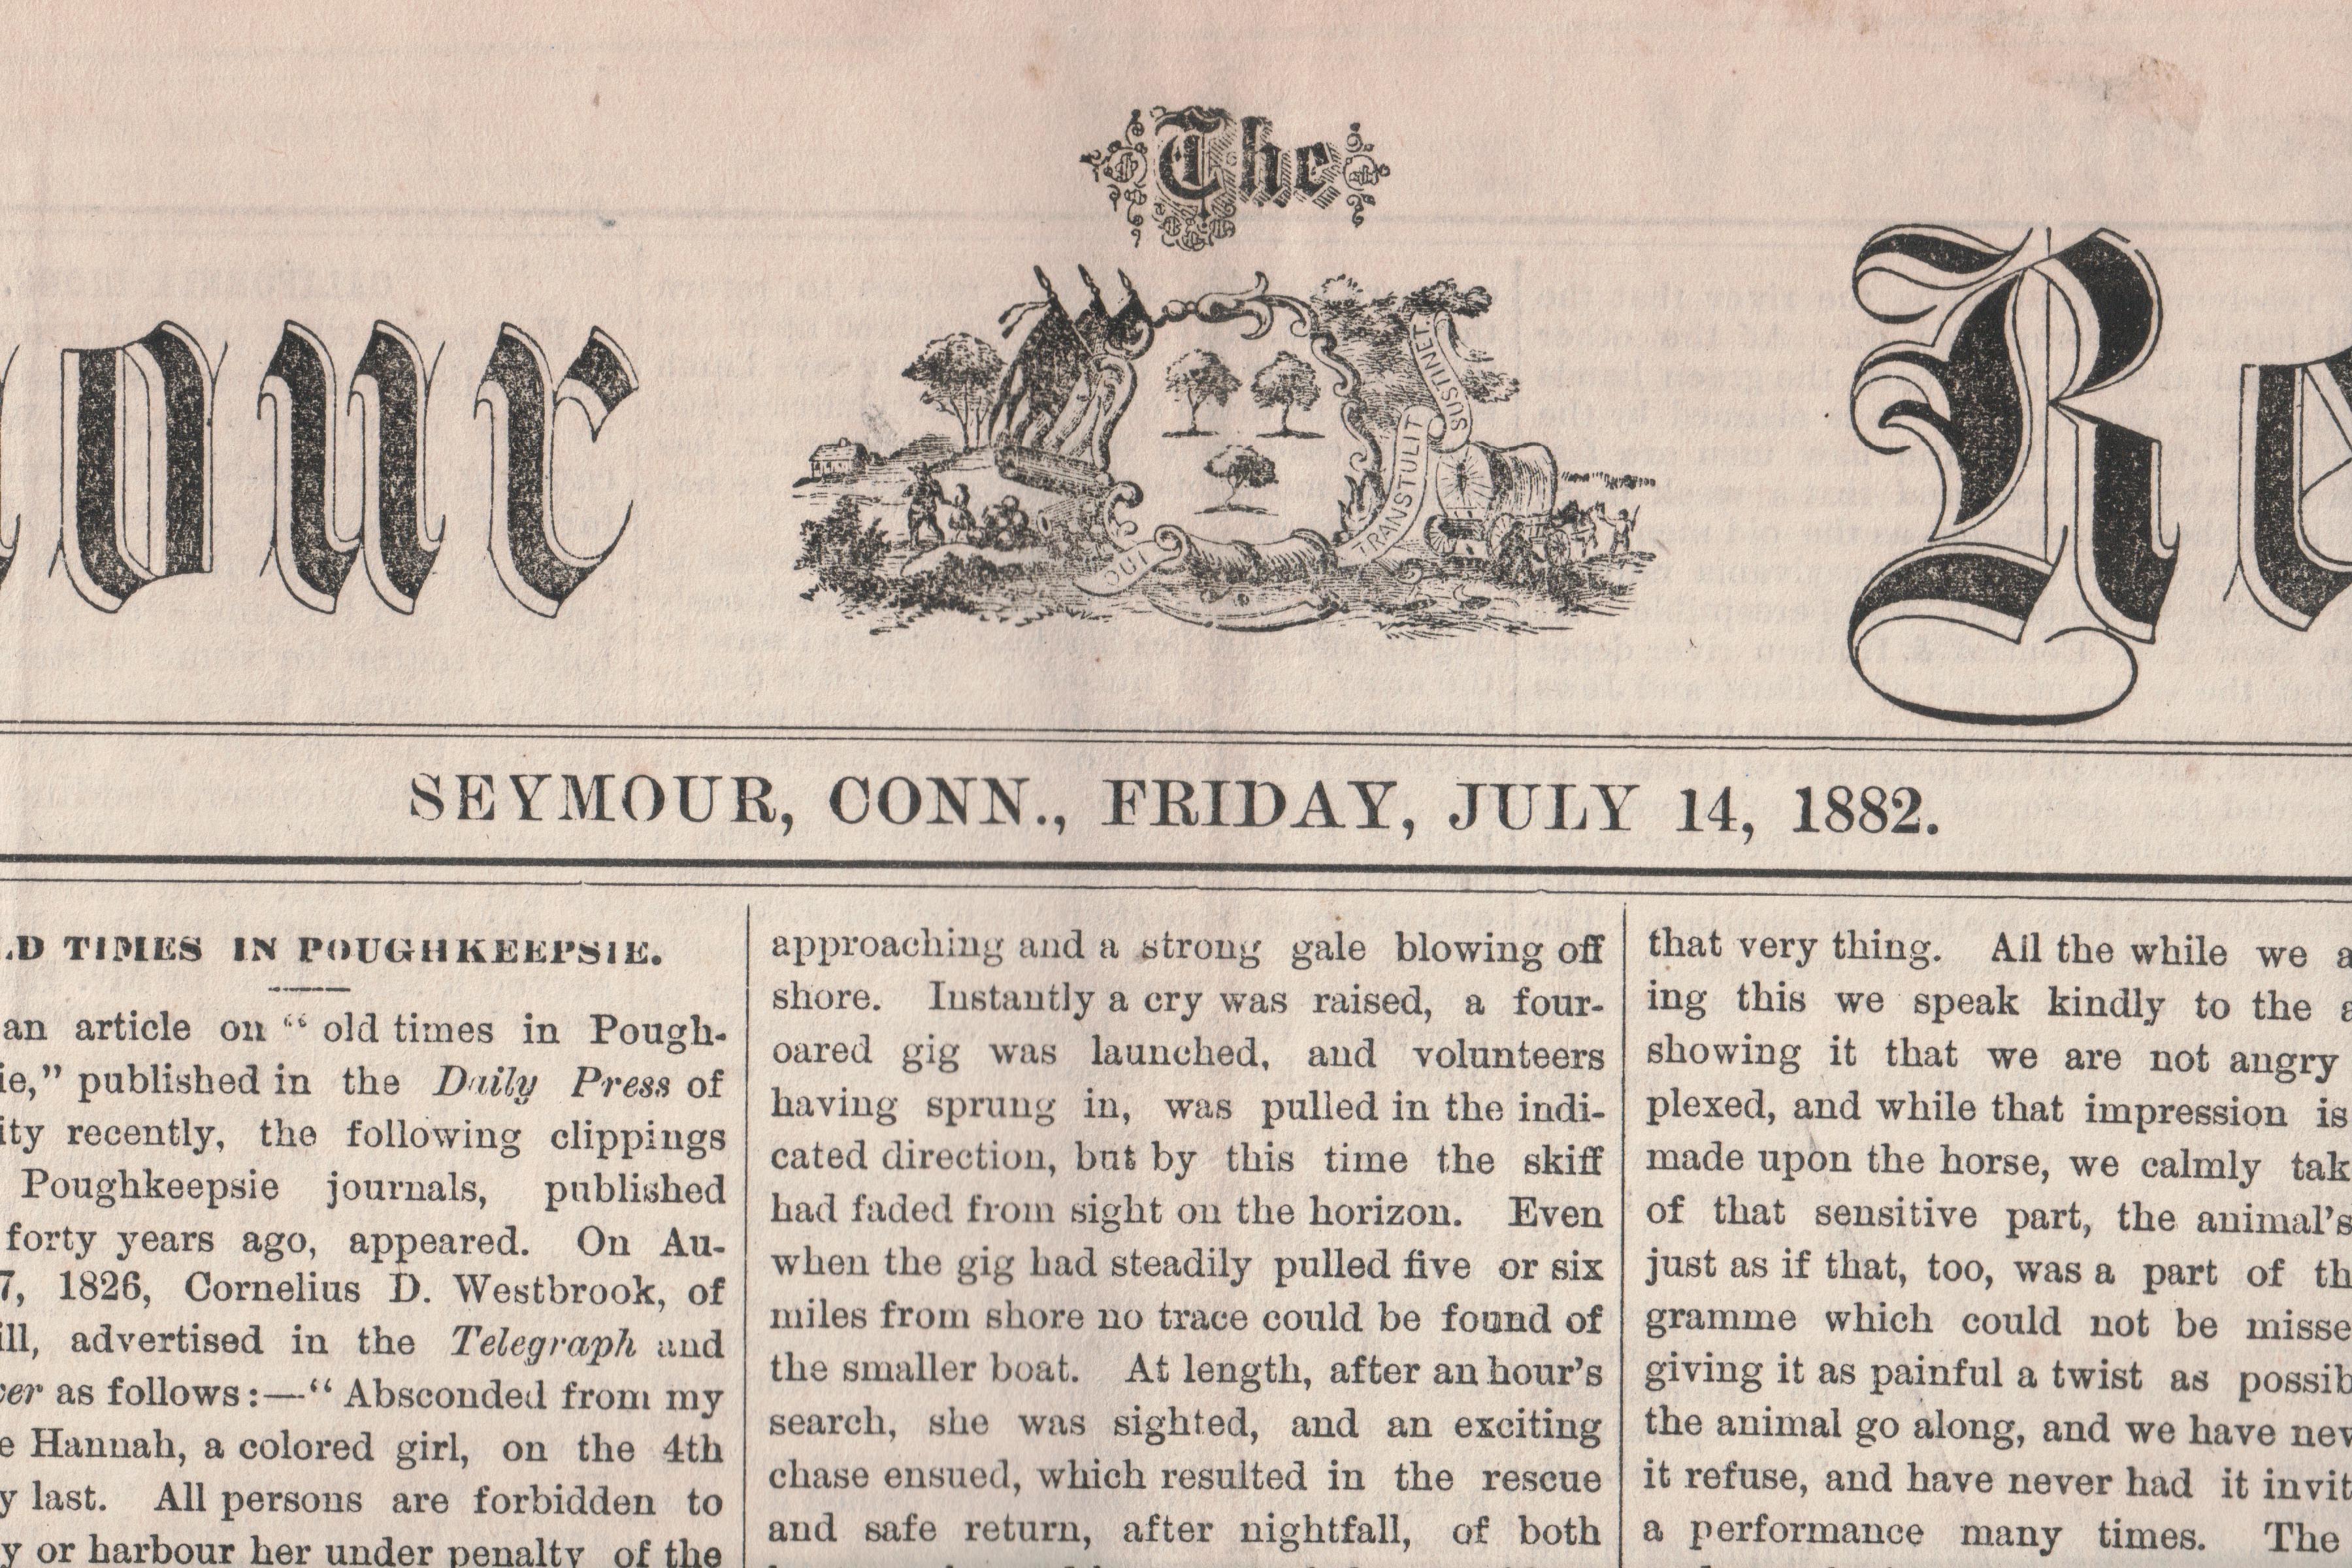 The
our Re
QUI TRANSTULIT SUSTINET.
SEYMOUR, CONN., FRIDAY, JULY 14, 1882.
LD TIMES IN POUGHKEEPSIE.
an article on “ old times in Pough-
ie,” published in the Daily Press of
ity recently, the following clippings
Poughkeepsie journals, published
forty years ago, appeared. On Au-
7, 1826, Cornelius D. Westbrook, of
ill, advertised in the Telegraph and
er as follows:—“ Absconded from my
e Hannah, a colored girl, on the 4th
y last. All persons are forbidden to
y or harbour her under penalty of the
approaching and a strong gale blowing off
shore. Instantly a cry was raised, a four-
oared gig was launched, and volunteers
having sprung in, was pulled in the indi-
cated direction, but by this time the skiff
had faded from sight on the horizon. Even
when the gig had steadily pulled five or six
miles from shore no trace could be found of
the smaller boat. At length, after an hour’s
search, she was sighted, and an exciting
chase ensued, which resulted in the rescue
and safe return, after nightfall, of both
that very thing. All the while we a
ing this we speak kindly to the a
showing it that we are not angry
plexed, and while that impression is
made upon the horse, we calmly tak
of that sensitive part, the animal’s
just as if that, too, was a part of th
gramme which could not be misse
giving it as painful a twist as possib
the animal go along, and we have nev
it refuse, and have never had it invit
a performance many times. The